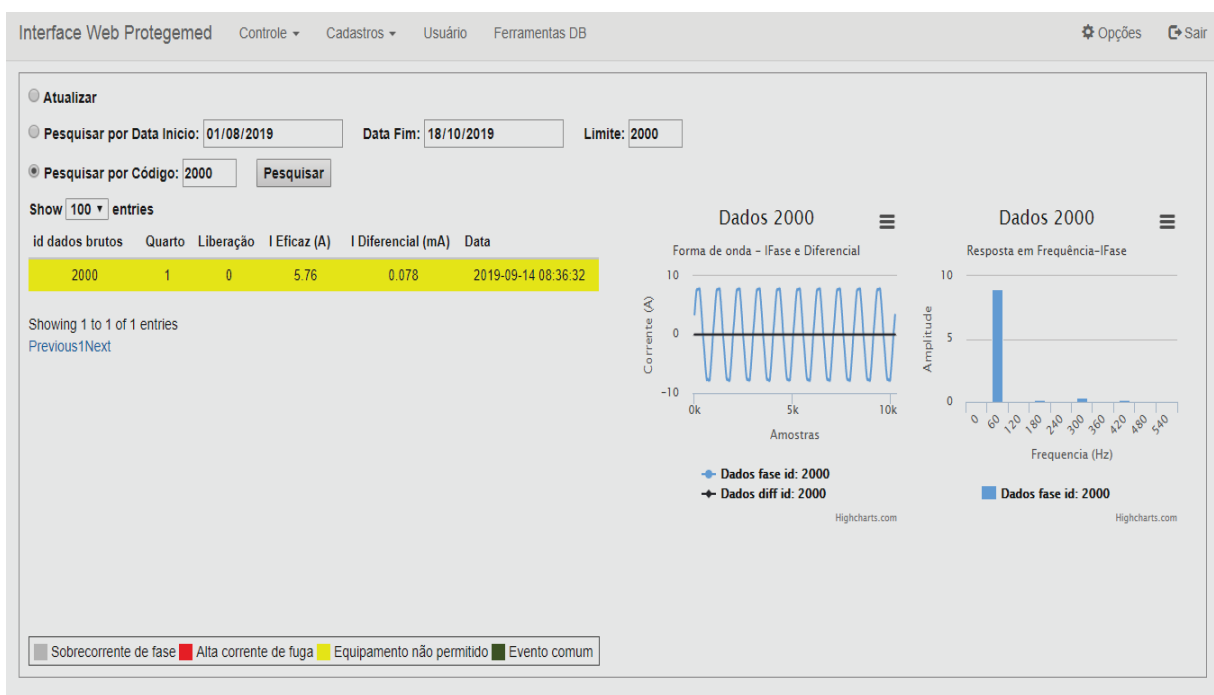 Interface Web Protegemed Controle Cadastros Usuário Ferramentas DB Opções Sair
Atualizar
Pesquisar por Data Inicio: 01/08/2019 Data Fim: 18/10/2019 Limite: 2000
Pesquisar por Código: 2000 Pesquisar
Show 100 entries
id dados brutos Quarto Liberação I Eficaz (A) I Diferencial (mA) Data
2000 1 0 5.76 0.078 2019-09-14 08:36:32
Showing 1 to 1 of 1 entries
Previous1Next
Dados 2000
Forma de onda - IFase e Diferencial
Corrente (A)
10
0
-10
0k 5k 10k
Amostras
Dados fase id: 2000
Dados diff id: 2000
Highcharts.com
Dados 2000
Resposta em Frequência-IFase
Amplitude
10
5
0
0 60 120 180 240 300 360 420 480 540
Frequencia (Hz)
Dados fase id: 2000
Highcharts.com
Sobrecorrente de fase Alta corrente de fuga Equipamento não permitido Evento comum